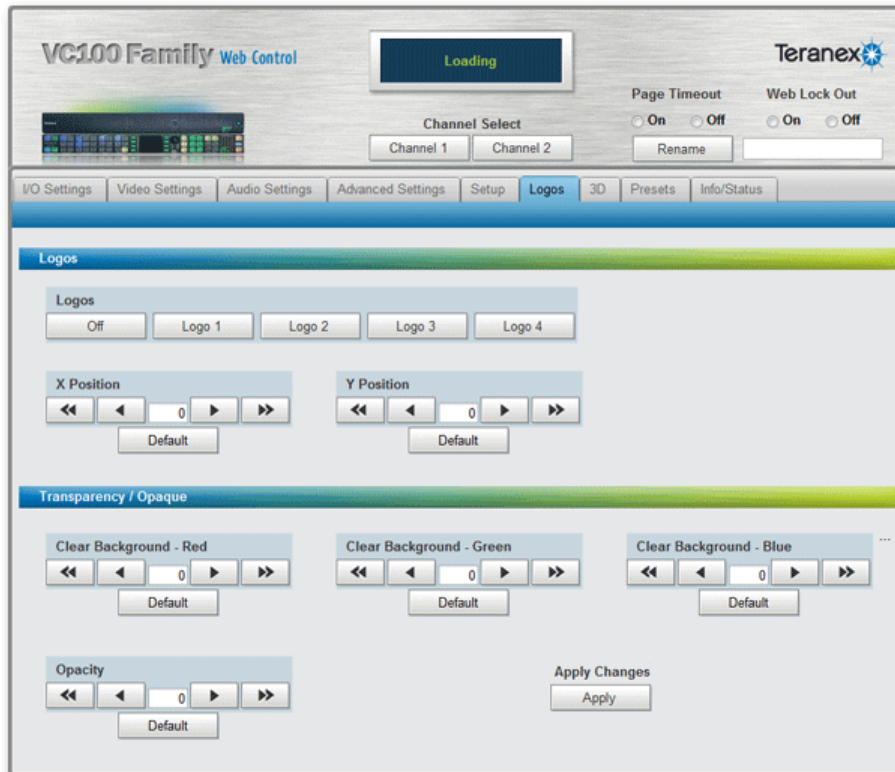 VC100 Family Web Control
Loading
Teranex
Page Timeout Web Lock Out
On Off On Off
Channel Select
Channel 1 Channel 2
Rename
I/O Settings Video Settings Audio Settings Advanced Settings Setup Logos 3D Presets Info/Status
Logos
Logos
Off Logo 1 Logo 2 Logo 3 Logo 4
X Position Y Position
0 0
Default Default
Transparency / Opaque
Clear Background - Red Clear Background - Green Clear Background - Blue ...
0 0 0
Default Default Default
Opacity
0
Default
Apply Changes
Apply